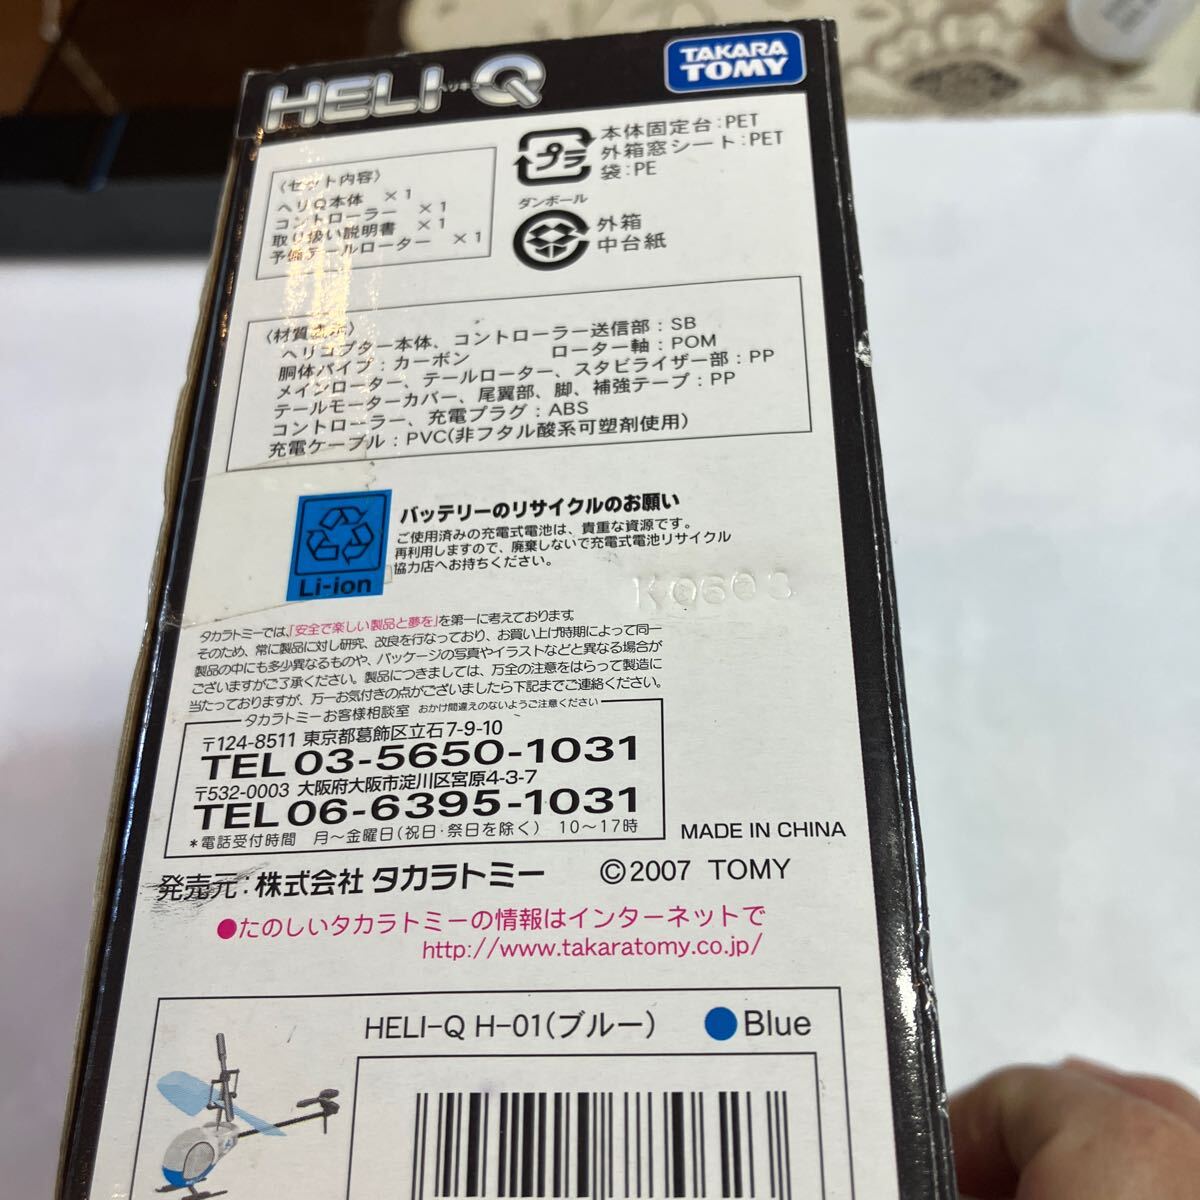 HELI-Q
ヘリキュー
TAKARA TOMY
〈セット内容〉
ヘリQ本体 ×1
コントローラー ×1
取り扱い説明書 ×1
予備テールローター ×1
プラ
本体固定台:PET
外箱窓シート:PET
袋:PE
ダンボール
外箱
中台紙
〈材質表示〉
ヘリコプター本体、コントローラー送信部:SB
胴体パイプ:カーボン ローター軸:POM
メインローター、テールローター、スタビライザー部:PP
テールモーターカバー、尾翼部、脚、補強テープ:PP
コントローラー、充電プラグ:ABS
充電ケーブル:PVC(非フタル酸系可塑剤使用)
Li-ion
バッテリーのリサイクルのお願い
ご使用済みの充電式電池は、貴重な資源です。
再利用しますので、廃棄しないで充電式電池リサイクル
協力店へお持ちください。
K0603
タカラトミーでは、「安全で楽しい製品と夢を」を第一に考えております。
そのため、常に製品に対し研究、改良を行なっており、お買い上げ時期によって同一
製品の中にも多少異なるものや、パッケージの写真やイラストなどと異なる場合が
ございますがご了承ください。製品につきましては、万全の注意をはらって製造に
当たっておりますが、万一お気付きの点がございましたら下記までご連絡ください。
タカラトミーお客様相談室 おかけ間違えのないようご注意ください
〒124-8511 東京都葛飾区立石7-9-10
TEL 03-5650-1031
〒532-0003 大阪府大阪市淀川区宮原4-3-7
TEL 06-6395-1031
*電話受付時間 月〜金曜日(祝日・祭日を除く) 10〜17時
MADE IN CHINA
発売元:株式会社 タカラトミー ©2007 TOMY
●たのしいタカラトミーの情報はインターネットで
http://www.takaratomy.co.jp/
HELI-Q H-01(ブルー) ●Blue